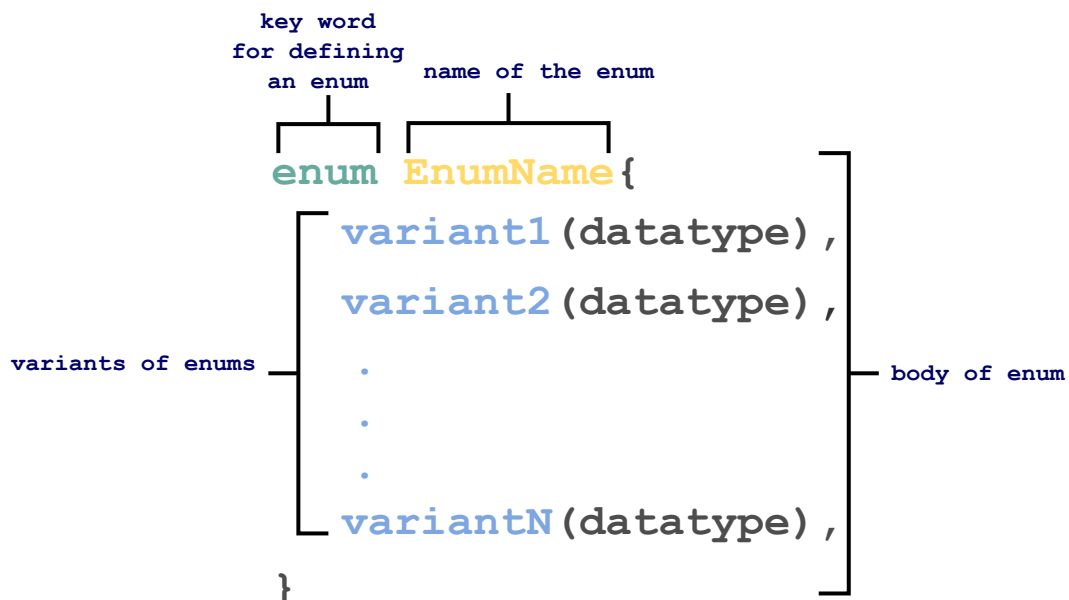 key word
for defining
an enum
name of the enum
enum EnumName{
variant1(datatype),
variant2(datatype),
variants of enums
.
body of enum
.
.
variantN(datatype),
}